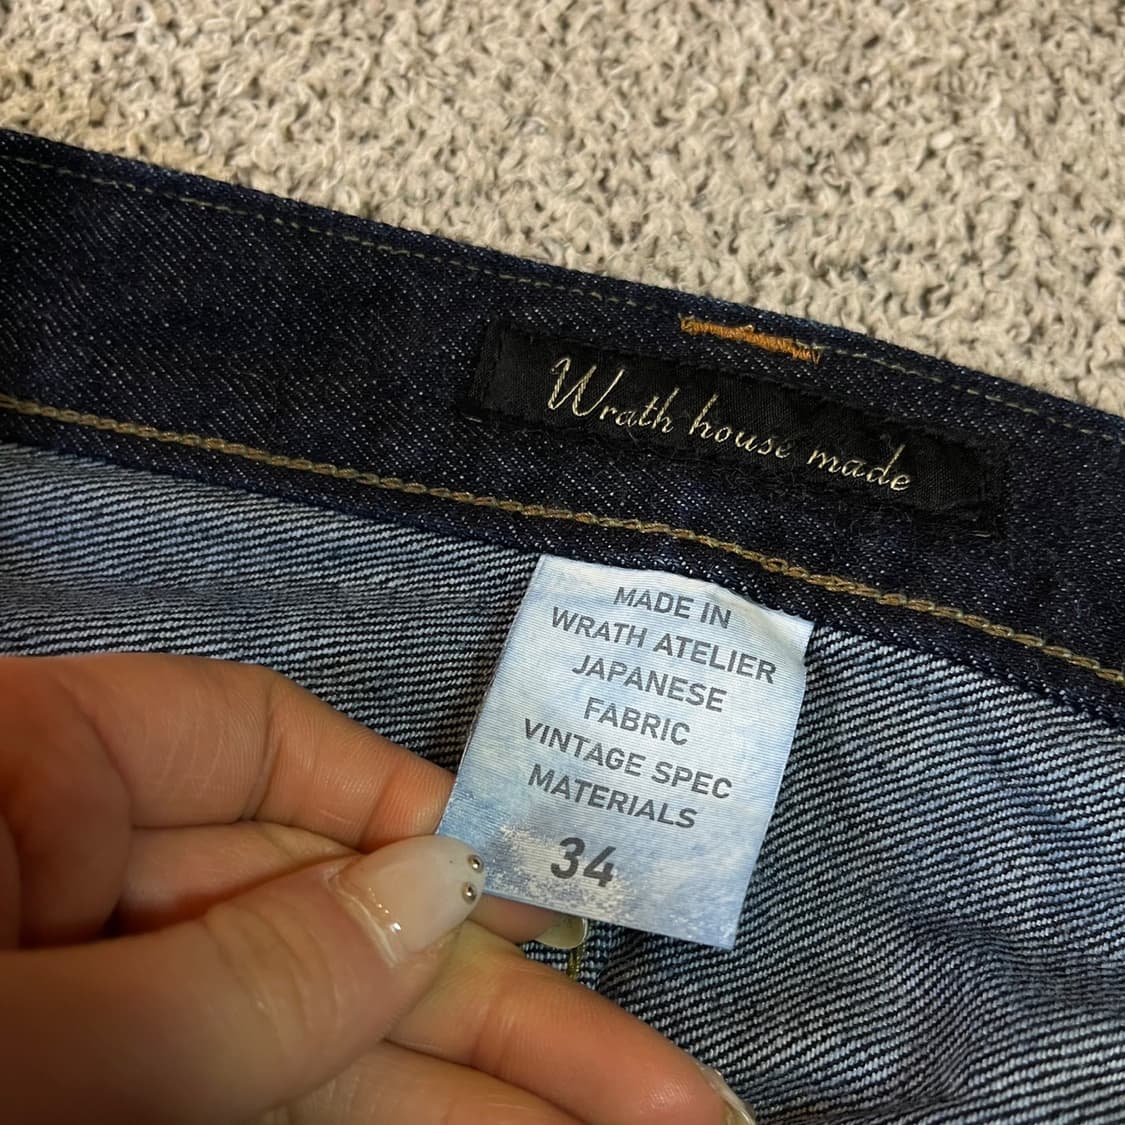 Wrath house made
MADE IN
WRATH ATELIER
JAPANESE
FABRIC
VINTAGE SPEC
MATERIALS
34